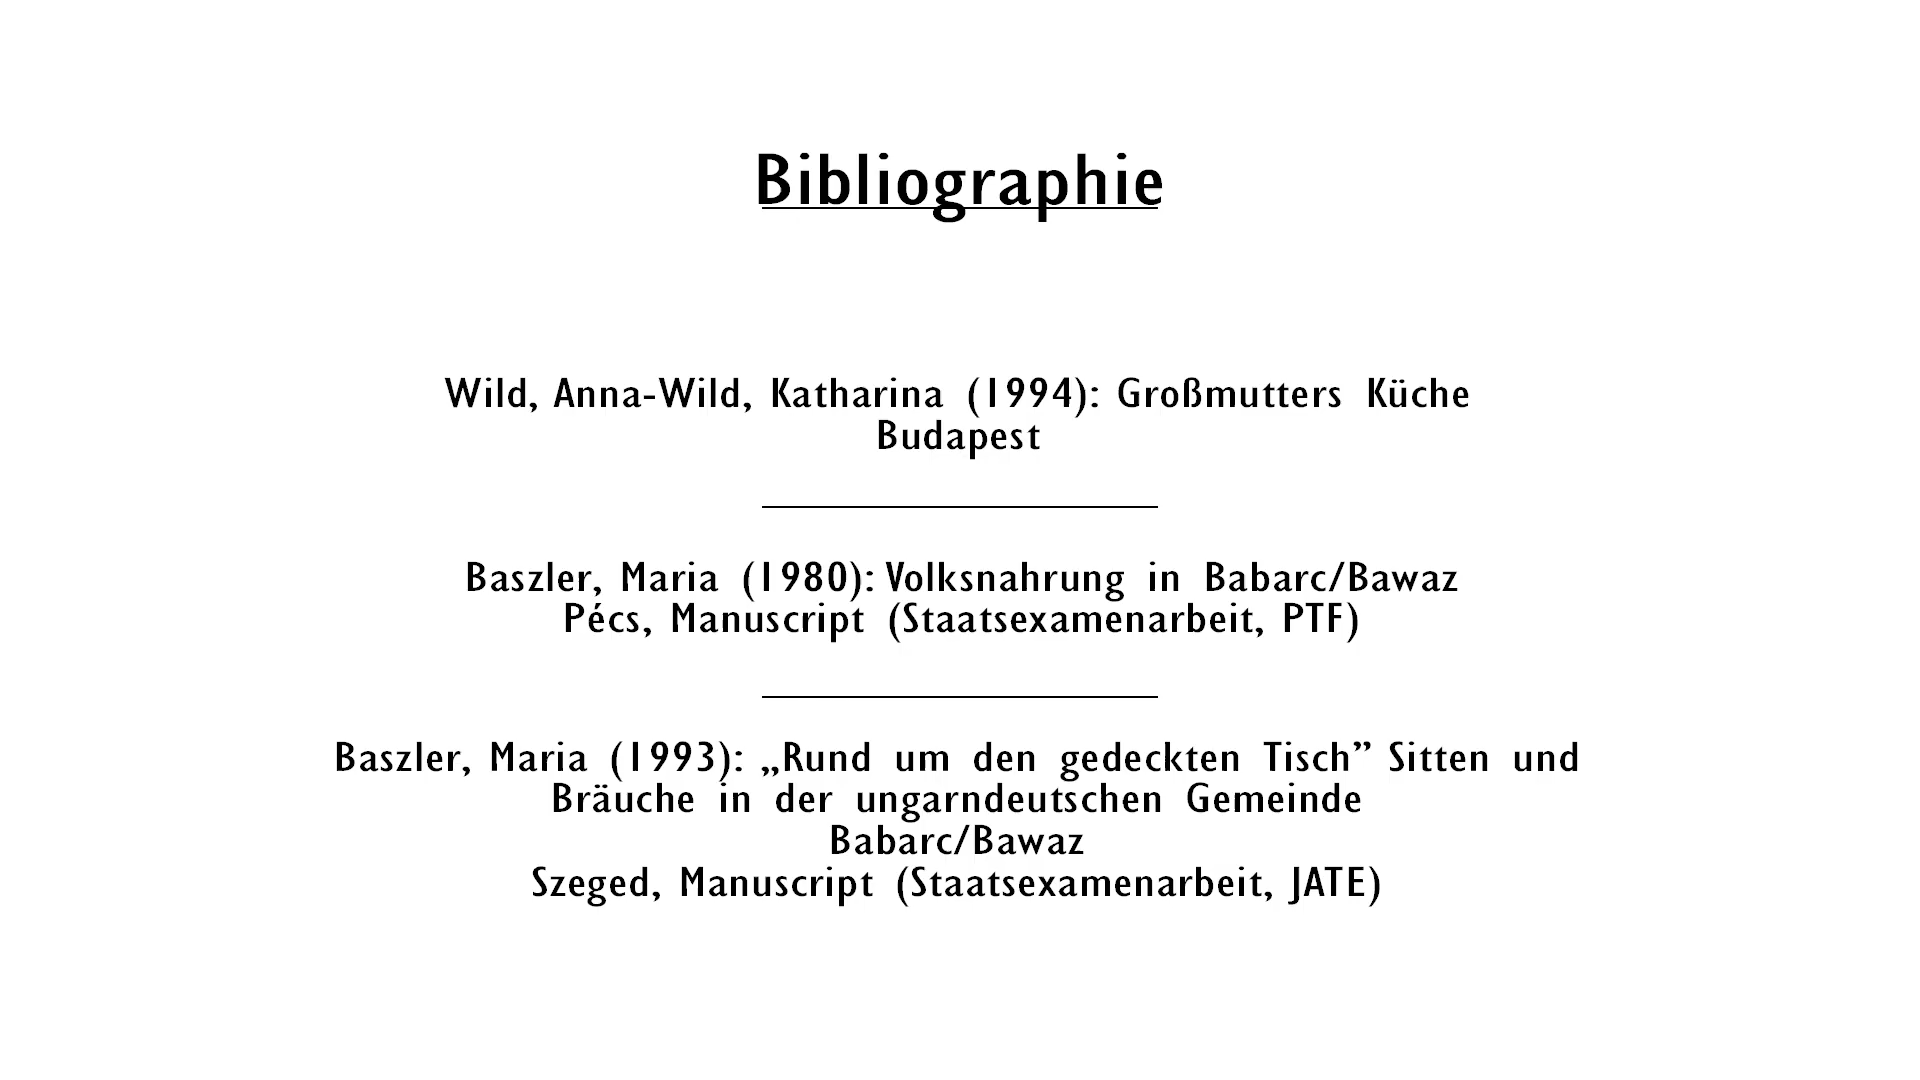 Bibliographie
Wild, Anna-Wild, Katharina (1994): Großmutters Küche
Budapest
Baszler, Maria (1980): Volksnahrung in Babarc/Bawaz
Pécs, Manuscript (Staatsexamenarbeit, PTF)
Baszler, Maria (1993): „Rund um den gedeckten Tisch” Sitten und
Bräuche in der ungarndeutschen Gemeinde
Babarc/Bawaz
Szeged, Manuscript (Staatsexamenarbeit, JATE)